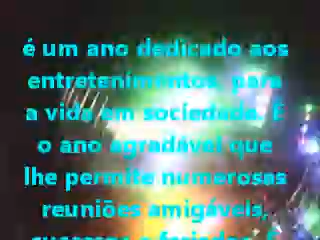 é um ano dedicado aos
entretenimentos, para
a vida em sociedade. É
o ano agradável que
lhe permite numerosas
reuniões amigáveis,